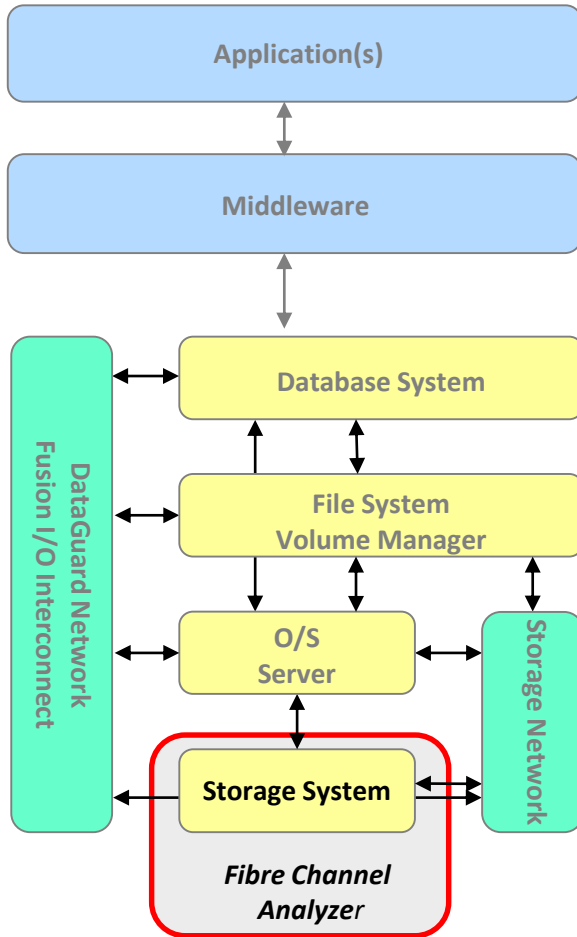 Application(s)
Middleware
Database System
DataGuard Network
Fusion I/O Interconnect
File System
Volume Manager
O/S
Server
Storage Network
Storage System
Fibre Channel
Analyzer